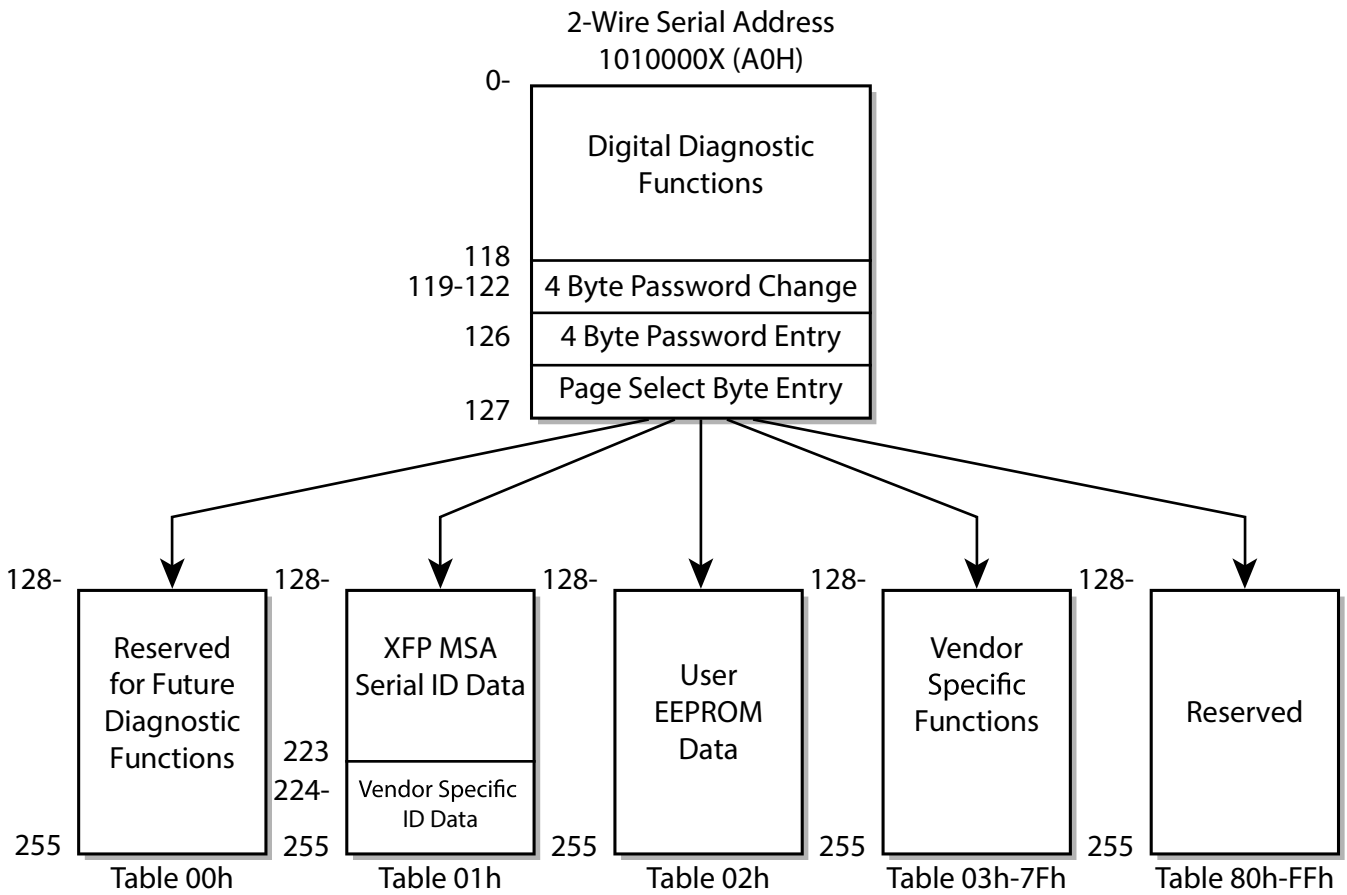 2-Wire Serial Address
1010000X (A0H)
0-
Digital Diagnostic
Functions
118
119-122
4 Byte Password Change
126
4 Byte Password Entry
Page Select Byte Entry
127
128-
Reserved
for Future
Diagnostic
Functions
255
Table 00h
128-
XFP MSA
Serial ID Data
223
224-
Vendor Specific
ID Data
255
Table 01h
128-
User
EEPROM
Data
255
Table 02h
128-
Vendor
Specific
Functions
255
Table 03h-7Fh
128-
Reserved
255
Table 80h-FFh